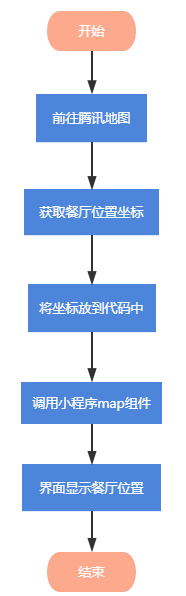 开始
前往腾讯地图
获取餐厅位置坐标
将坐标放到代码中
调用小程序map组件
界面显示餐厅位置
结束